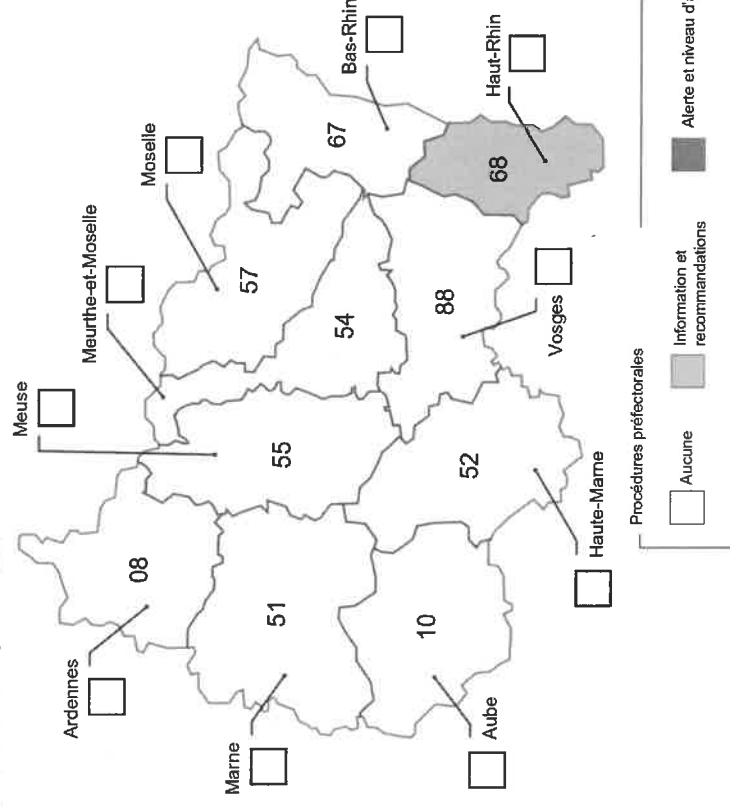 Meuse
Meurthe-et-Moselle
Moselle
Bas-Rhin
Haut-Rhin
Ardennes
Marne
Aube
Haute-Marne
Vosges
08
51
10
55
52
57
54
88
67
68
Procédures préfectorales
Aucune
Information et
recommandations
Alerte et niveau